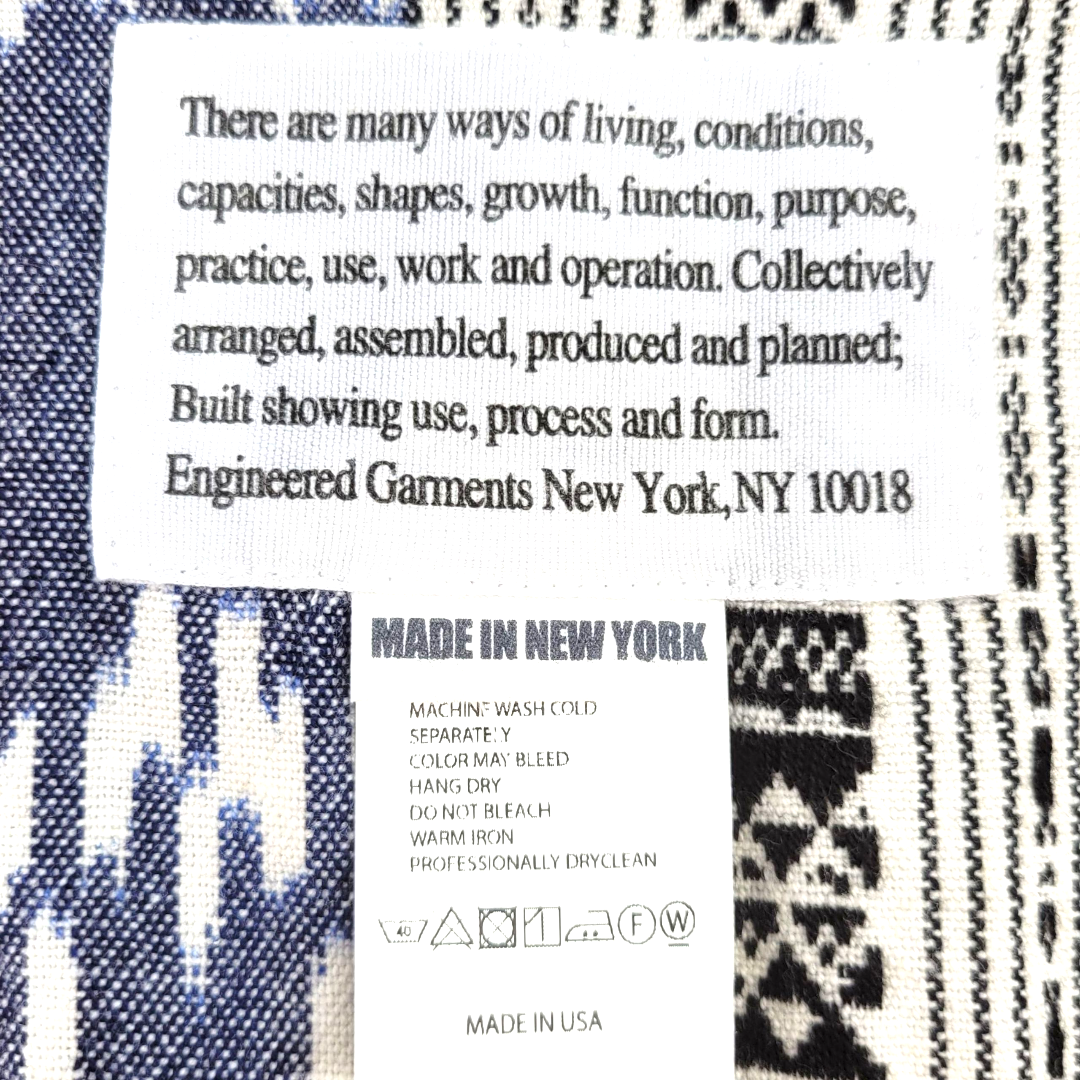 There are many ways of living, conditions,
capacities, shapes, growth, function, purpose,
practice, use, work and operation. Collectively
arranged, assembled, produced and planned;
Built showing use, process and form.
Engineered Garments New York, NY 10018
MADE IN NEW YORK
MACHINE WASH COLD
SEPARATELY
COLOR MAY BLEED
HANG DRY
DO NOT BLEACH
WARM IRON
PROFESSIONALLY DRYCLEAN
40 F W
MADE IN USA